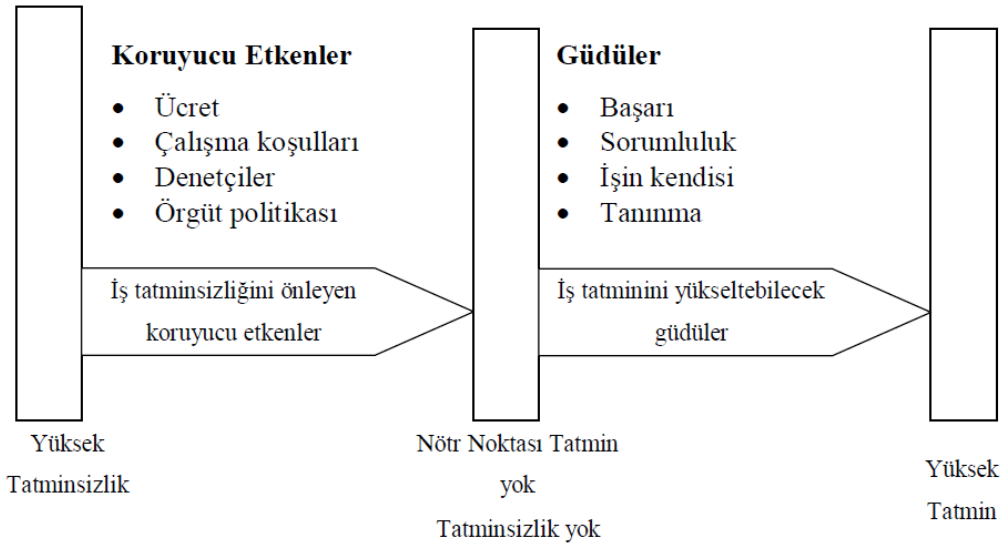 Koruyucu Etkenler
• Ücret
• Çalışma koşulları
• Denetçiler
• Örgüt politikası
İş tatminsizliğini önleyen
koruyucu etkenler
Güdüler
• Başarı
• Sorumluluk
• İşin kendisi
• Tanınma
İş tatminini yükseltebilecek
güdüler
Yüksek
Tatminsizlik
Nötr Noktası Tatmin
yok
Tatminsizlik yok
Yüksek
Tatmin